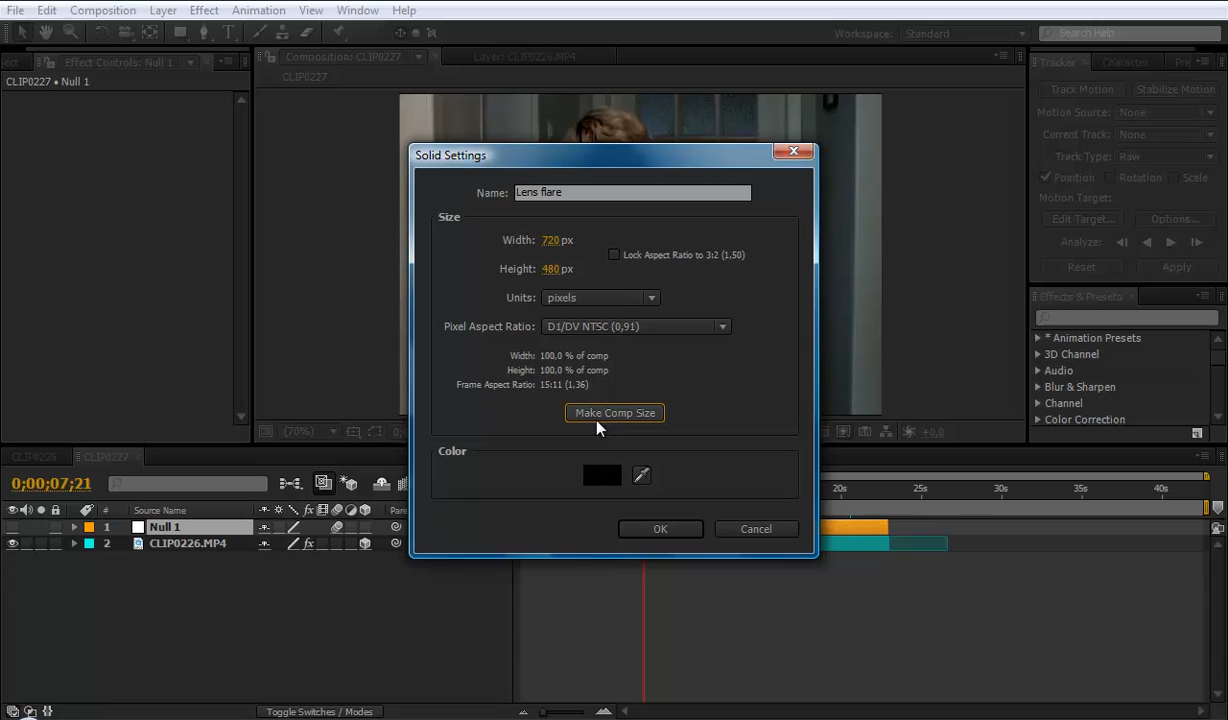 File Edit Composition Layer Effect Animation View Window Help
Workspace: Standard
Search Help
Effect Controls: Null 1
Composition: CLIP0227
Layer: CLIP0226.MP4
Tracker
Character
CLIP0227 • Null 1
CLIP0227
Track Motion
Stabilize Motion
Motion Source: None
Current Track: None
Track Type: Raw
Position
Rotation
Scale
Motion Target:
Edit Target...
Options...
Analyze:
Reset
Apply
Effects & Presets
* Animation Presets
3D Channel
Audio
Blur & Sharpen
Channel
Color Correction
Solid Settings
Name: Lens flare
Size
Width: 720 px
Lock Aspect Ratio to 3:2 (1,50)
Height: 480 px
Units: pixels
Pixel Aspect Ratio: D1/DV NTSC (0,91)
Width: 100,0 % of comp
Height: 100,0 % of comp
Frame Aspect Ratio: 15:11 (1,36)
Make Comp Size
Color
OK
Cancel
(70%)
+0,0
CLIP0226
CLIP0227
0;00;07;21
20s 25s 30s 35s 40s
# Source Name
1 Null 1
2 CLIP0226.MP4
Toggle Switches / Modes